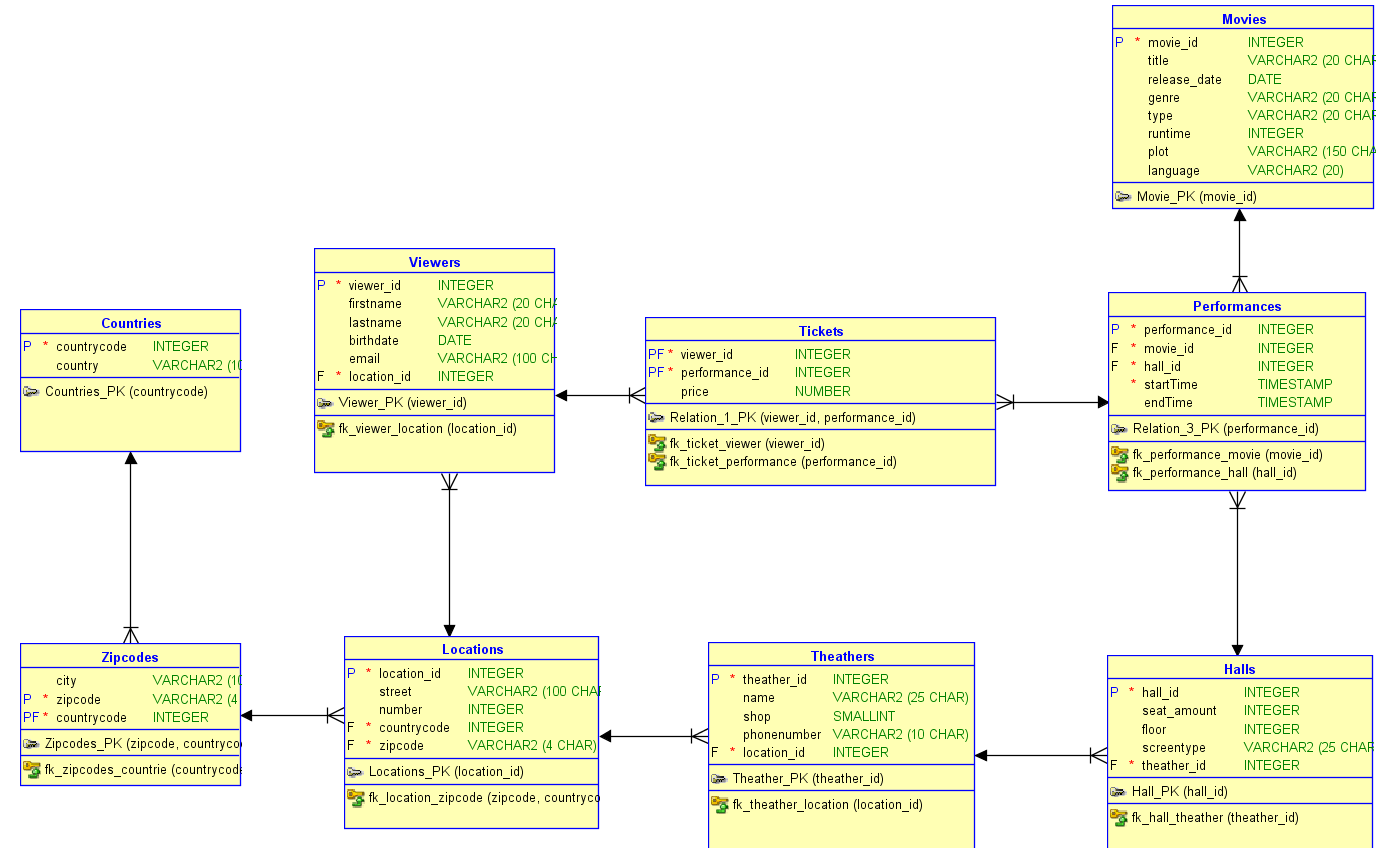 Movies
P * movie_id INTEGER
title VARCHAR2 (20 CHAR
release_date DATE
genre VARCHAR2 (20 CHAR
type VARCHAR2 (20 CHAR
runtime INTEGER
plot VARCHAR2 (150 CHA
language VARCHAR2 (20)
Movie_PK (movie_id)
Viewers
P * viewer_id INTEGER
firstname VARCHAR2 (20 CHA
lastname VARCHAR2 (20 CHA
birthdate DATE
email VARCHAR2 (100 CH
F * location_id INTEGER
Viewer_PK (viewer_id)
fk_viewer_location (location_id)
Countries
P * countrycode INTEGER
country VARCHAR2 (10
Countries_PK (countrycode)
Tickets
PF * viewer_id INTEGER
PF * performance_id INTEGER
price NUMBER
Relation_1_PK (viewer_id, performance_id)
fk_ticket_viewer (viewer_id)
fk_ticket_performance (performance_id)
Performances
P * performance_id INTEGER
F * movie_id INTEGER
F * hall_id INTEGER
* startTime TIMESTAMP
endTime TIMESTAMP
Relation_3_PK (performance_id)
fk_performance_movie (movie_id)
fk_performance_hall (hall_id)
Zipcodes
city VARCHAR2 (10
P * zipcode VARCHAR2 (4
PF * countrycode INTEGER
Zipcodes_PK (zipcode, countryco
fk_zipcodes_countrie (countrycode
Locations
P * location_id INTEGER
street VARCHAR2 (100 CHAR
number INTEGER
F * countrycode INTEGER
F * zipcode VARCHAR2 (4 CHAR)
Locations_PK (location_id)
fk_location_zipcode (zipcode, countryco
Theathers
P * theather_id INTEGER
name VARCHAR2 (25 CHAR)
shop SMALLINT
phonenumber VARCHAR2 (10 CHAR)
F * location_id INTEGER
Theather_PK (theather_id)
fk_theather_location (location_id)
Halls
P * hall_id INTEGER
seat_amount INTEGER
floor INTEGER
screentype VARCHAR2 (25 CHAR
F * theather_id INTEGER
Hall_PK (hall_id)
fk_hall_theather (theather_id)